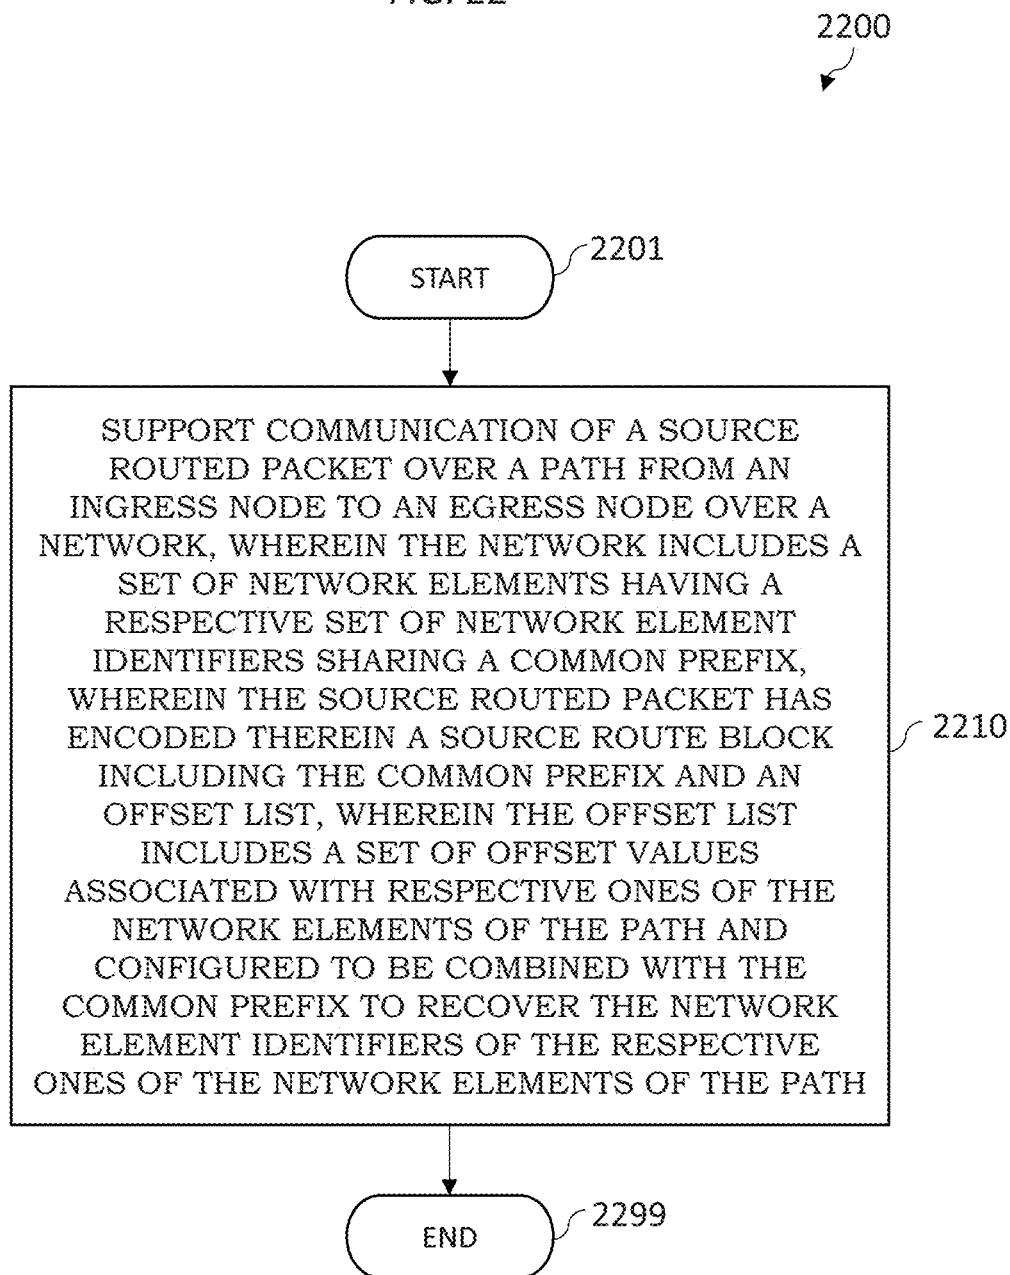 FIG. 22
2200
START
2201
SUPPORT COMMUNICATION OF A SOURCE
ROUTED PACKET OVER A PATH FROM AN
INGRESS NODE TO AN EGRESS NODE OVER A
NETWORK, WHEREIN THE NETWORK INCLUDES A
SET OF NETWORK ELEMENTS HAVING A
RESPECTIVE SET OF NETWORK ELEMENT
IDENTIFIERS SHARING A COMMON PREFIX,
WHEREIN THE SOURCE ROUTED PACKET HAS
ENCODED THEREIN A SOURCE ROUTE BLOCK
INCLUDING THE COMMON PREFIX AND AN
OFFSET LIST, WHEREIN THE OFFSET LIST
INCLUDES A SET OF OFFSET VALUES
ASSOCIATED WITH RESPECTIVE ONES OF THE
NETWORK ELEMENTS OF THE PATH AND
CONFIGURED TO BE COMBINED WITH THE
COMMON PREFIX TO RECOVER THE NETWORK
ELEMENT IDENTIFIERS OF THE RESPECTIVE
ONES OF THE NETWORK ELEMENTS OF THE PATH
2210
END
2299